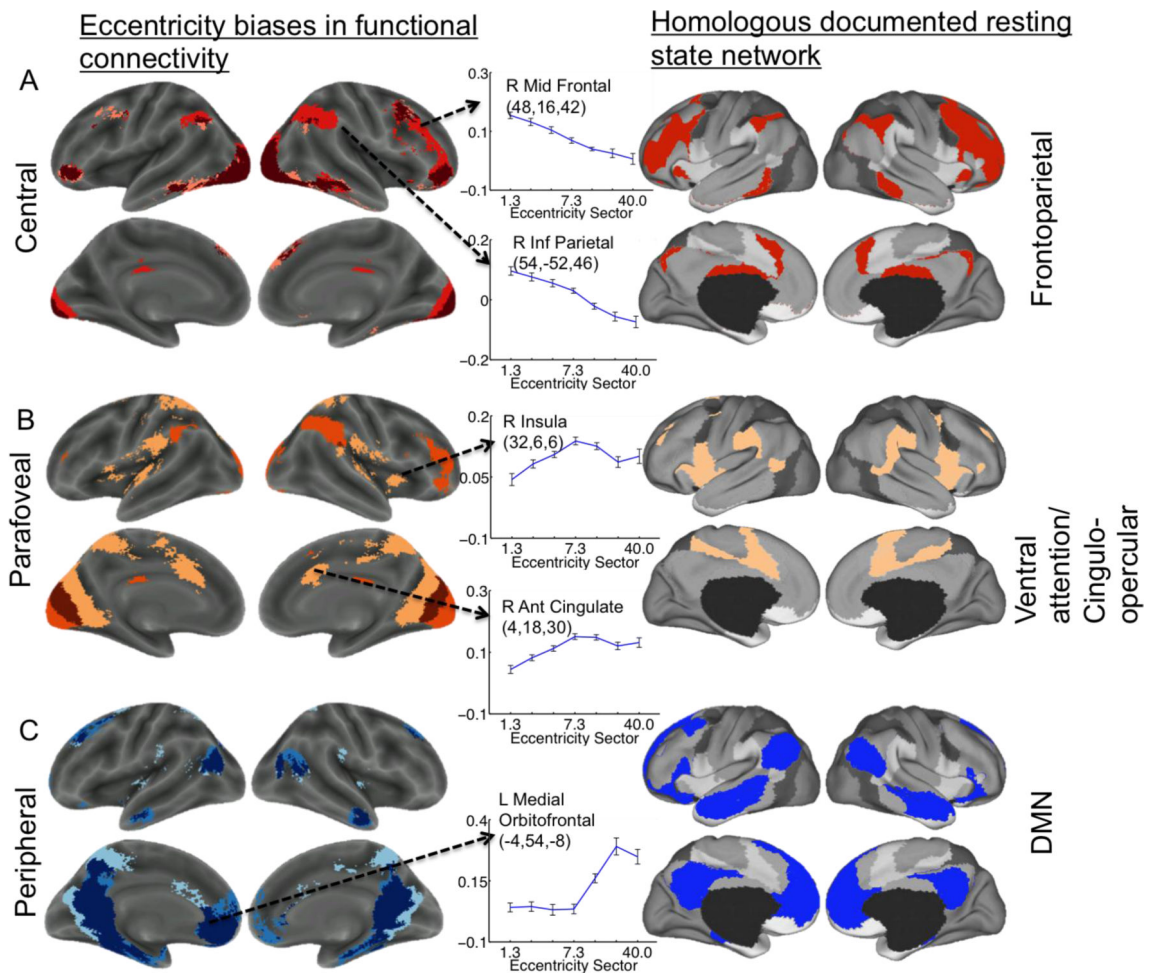 Eccentricity biases in functional
connectivity
Homologous documented resting
state network
A
Central
0.3
R Mid Frontal
(48,16,42)
0.1
-0.1
1.3 7.3 40.0
Eccentricity Sector
0.2
R Inf Parietal
(54,-52,46)
0
-0.2
1.3 7.3 40.0
Eccentricity Sector
Frontoparietal
B
Parafoveal
0.2
R Insula
(32,6,6)
0.05
-0.1
1.3 7.3 40.0
Eccentricity Sector
0.3
R Ant Cingulate
(4,18,30)
0.1
-0.1
1.3 7.3 40.0
Eccentricity Sector
Ventral
attention/
Cingulo-
opercular
C
Peripheral
L Medial
Orbitofrontal
(-4,54,-8)
0.4
0.15
-0.1
1.3 7.3 40.0
Eccentricity Sector
DMN